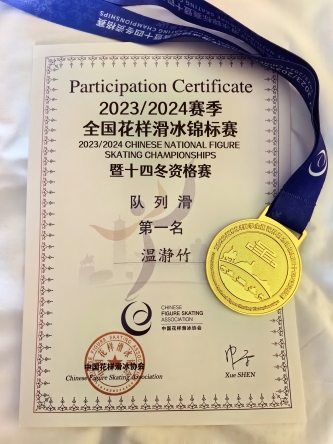 Participation Certificate
2023/2024赛季
全国花样滑冰锦标赛
2023/2024 CHINESE NATIONAL FIGURE
SKATING CHAMPIONSHIPS
暨十四冬资格赛
队列滑
第一名
温瀞竹
CHINESE
FIGURE SKATING
ASSOCIATION
中国花样滑冰协会
中国花样滑冰协会
Chinese Figure Skating Association
Xue SHEN